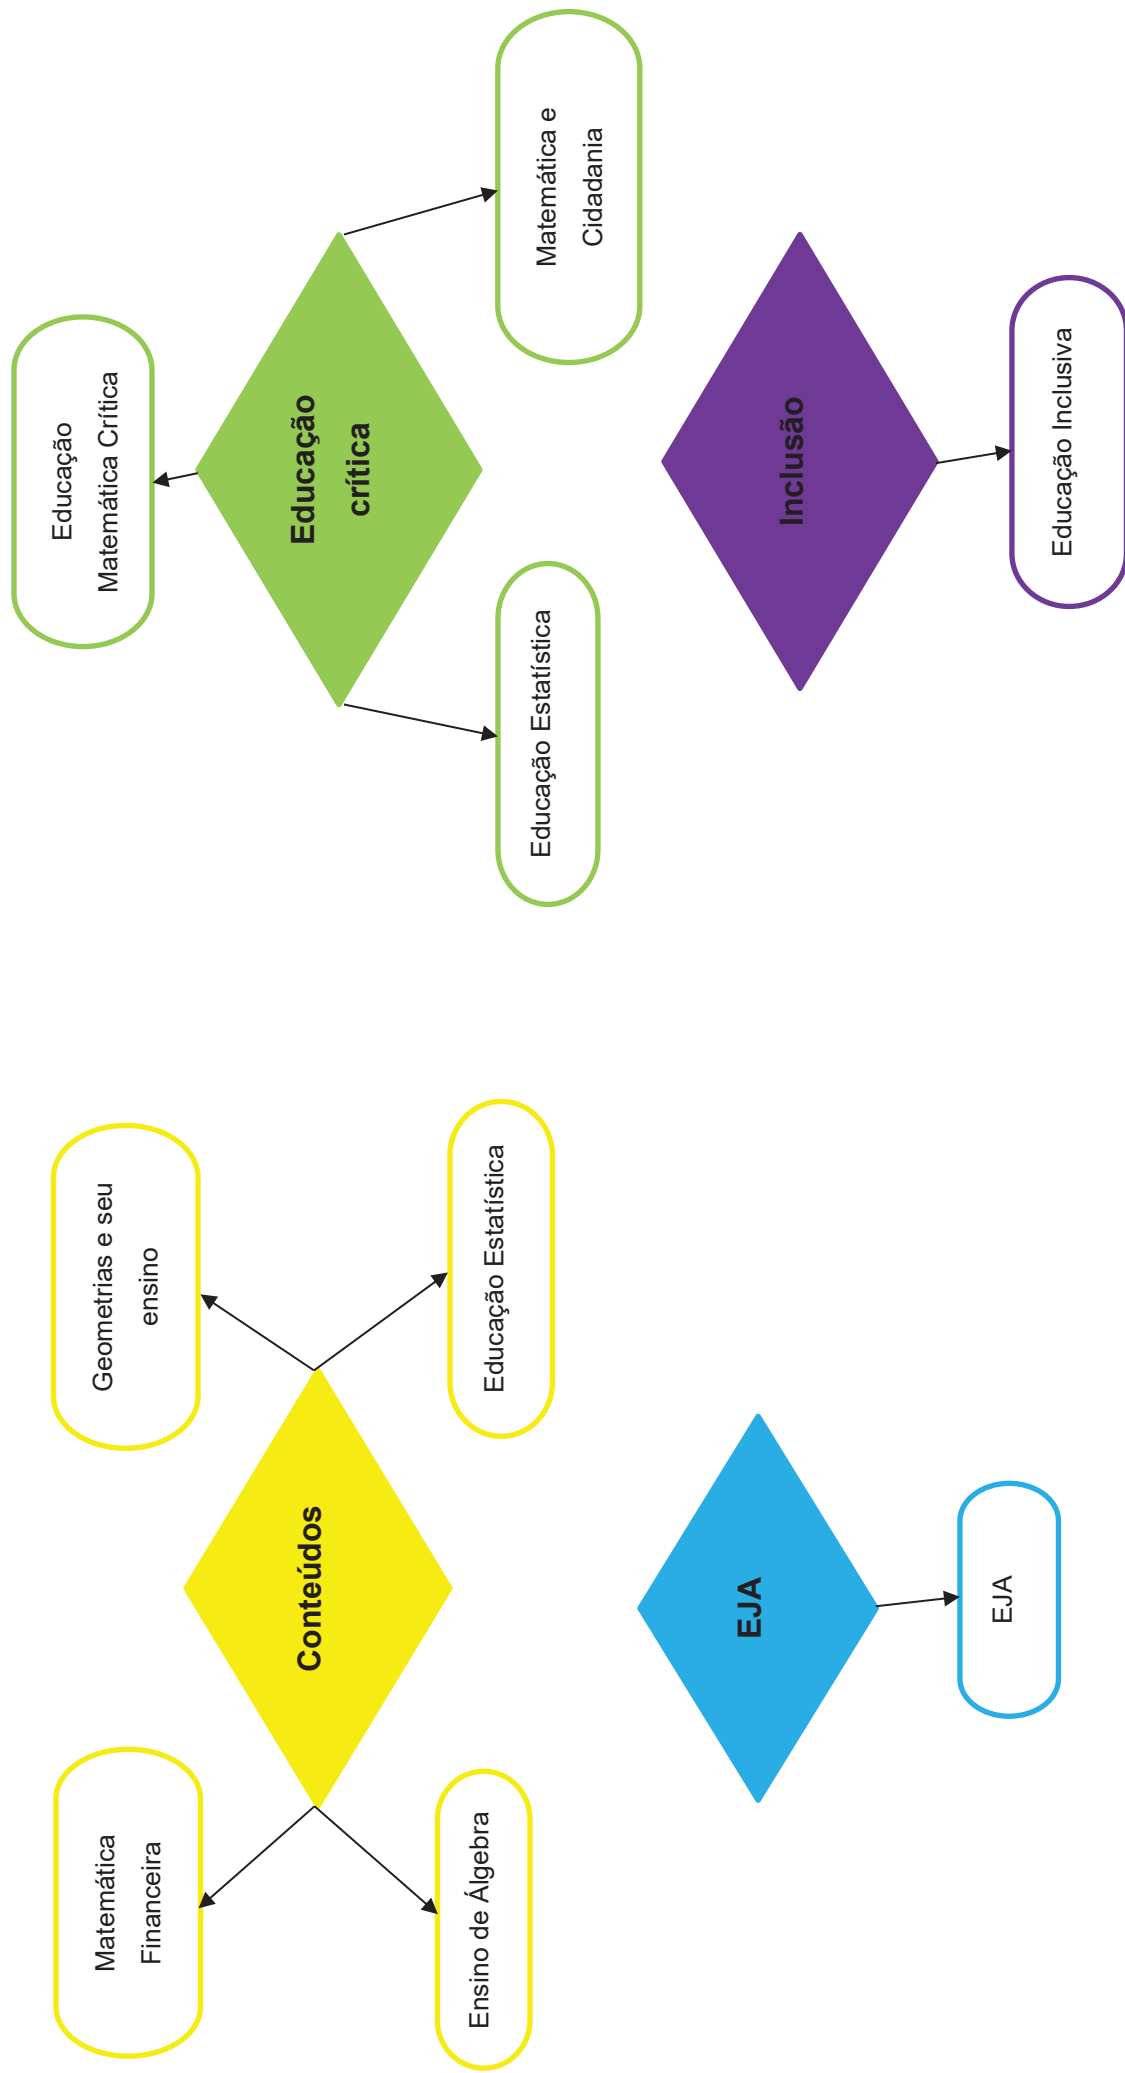 Matemática
Financeira
Geometrias e seu
ensino
Conteúdos
Ensino de Álgebra
Educação Estatística
Educação
Matemática Crítica
Educação
crítica
Educação Estatística
Matemática e
Cidadania
EJA
EJA
Inclusão
Educação Inclusiva